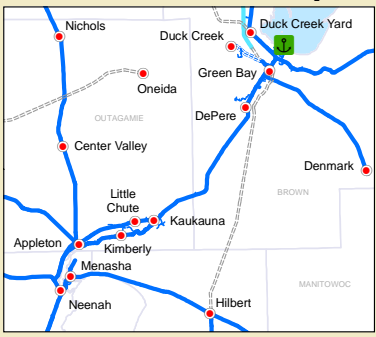 Nichols
Duck Creek Yard
Duck Creek
Green Bay
Oneida
DePere
OUTAGAMIE
Center Valley
Denmark
BROWN
Little
Chute
Kaukauna
Appleton
Kimberly
Menasha
MANITOWOC
Neenah
Hilbert